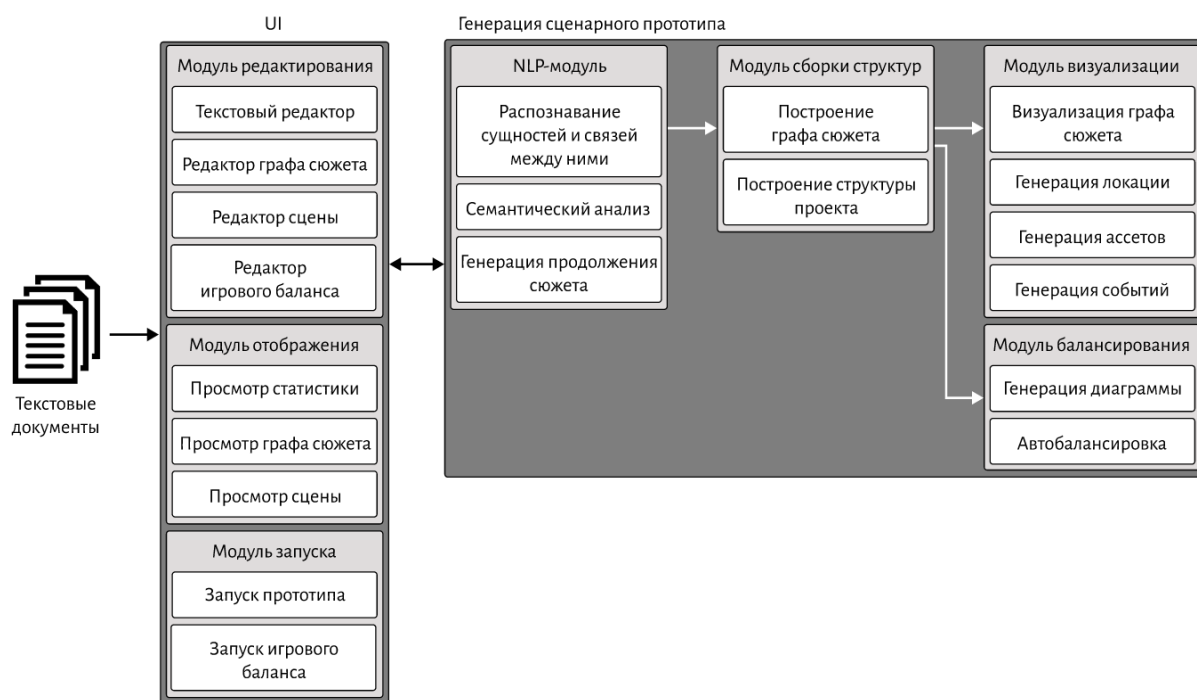 UI
Генерация сценарного прототипа
Модуль редактирования
Текстовый редактор
Редактор графа сюжета
Редактор сцены
Редактор
игрового баланса
Модуль отображения
Просмотр статистики
Просмотр графа сюжета
Просмотр сцены
Модуль запуска
Запуск прототипа
Запуск игрового
баланса
Текстовые
документы
NLP-модуль
Распознавание
сущностей и связей
между ними
Семантический анализ
Генерация продолжения
сюжета
Модуль сборки структур
Построение
графа сюжета
Построение структуры
проекта
Модуль визуализации
Визуализация графа
сюжета
Генерация локации
Генерация ассетов
Генерация событий
Модуль балансирования
Генерация диаграммы
Автобалансировка